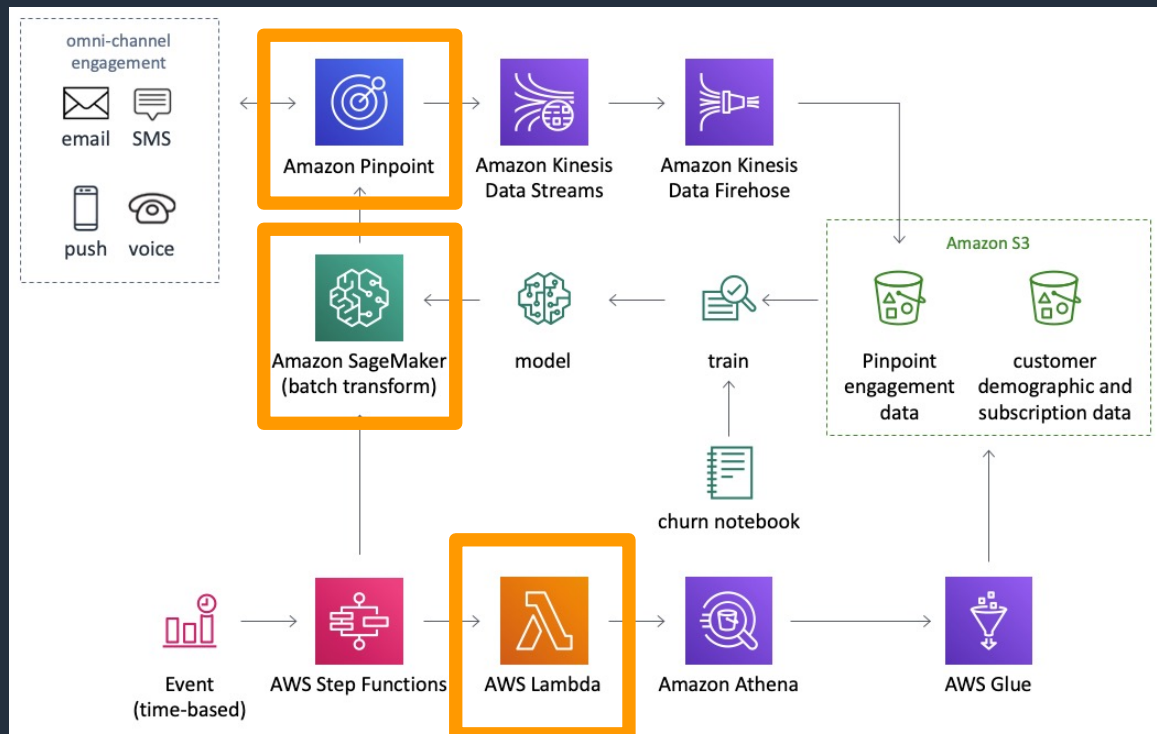 omni-channel
engagement
email SMS
push voice
Amazon Pinpoint
Amazon Kinesis
Data Streams
Amazon Kinesis
Data Firehose
Amazon S3
Pinpoint
engagement
data
customer
demographic and
subscription data
Amazon SageMaker
(batch transform)
model
train
churn notebook
Event
(time-based)
AWS Step Functions
AWS Lambda
Amazon Athena
AWS Glue